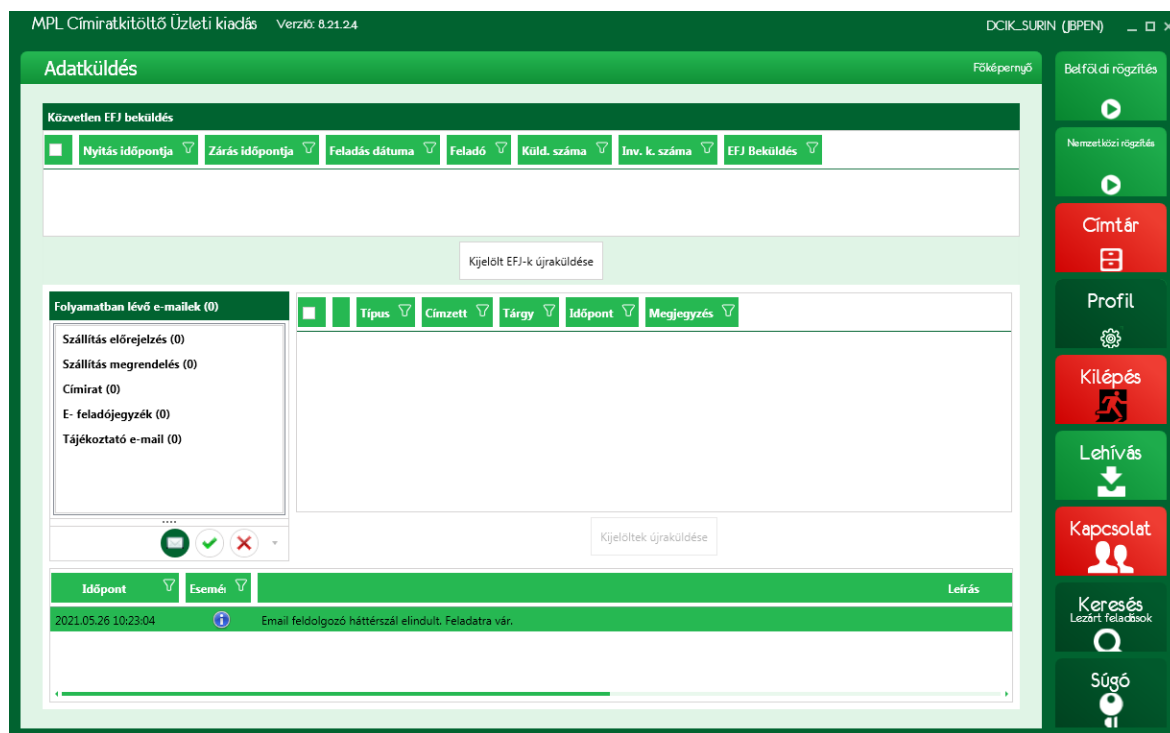 MPL Címiratkitöltő Üzleti kiadás Verzió: 8.21.2.4 DCIK_SURIN (JBPEN)
Adatküldés Főképernyő
Közvetlen EFJ beküldés
Nyitás időpontja Zárás időpontja Feladás dátuma Feladó Küld. száma Inv. k. száma EFJ Beküldés
Kijelölt EFJ-k újraküldése
Folyamatban lévő e-mailek (0)
Szállítás előrejelzés (0)
Szállítás megrendelés (0)
Címirat (0)
E- feladójegyzék (0)
Tájékoztató e-mail (0)
Típus Címzett Tárgy Időpont Megjegyzés
Kijelöltek újraküldése
Időpont Esemé Leírás
2021.05.26 10:23:04 Email feldolgozó háttérszál elindult. Feladatra vár.
Belföldi rögzítés
Nemzetközi rögzítés
Címtár
Profil
Kilépés
Lehívás
Kapcsolat
Keresés
Lezárt feladások
Súgó